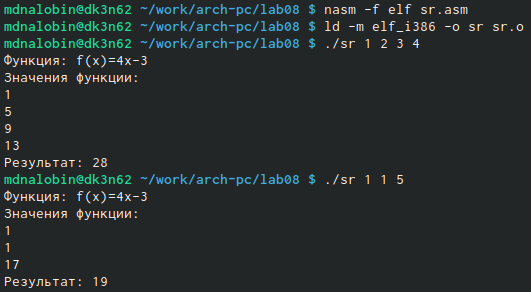 mdnalobin@dk3n62 ~/work/arch-pc/lab08 $ nasm -f elf sr.asm
mdnalobin@dk3n62 ~/work/arch-pc/lab08 $ ld -m elf_i386 -o sr sr.o
mdnalobin@dk3n62 ~/work/arch-pc/lab08 $ ./sr 1 2 3 4
Функция: f(x)=4x-3
Значения функции:
1
5
9
13
Результат: 28
mdnalobin@dk3n62 ~/work/arch-pc/lab08 $ ./sr 1 1 5
Функция: f(x)=4x-3
Значения функции:
1
1
17
Результат: 19